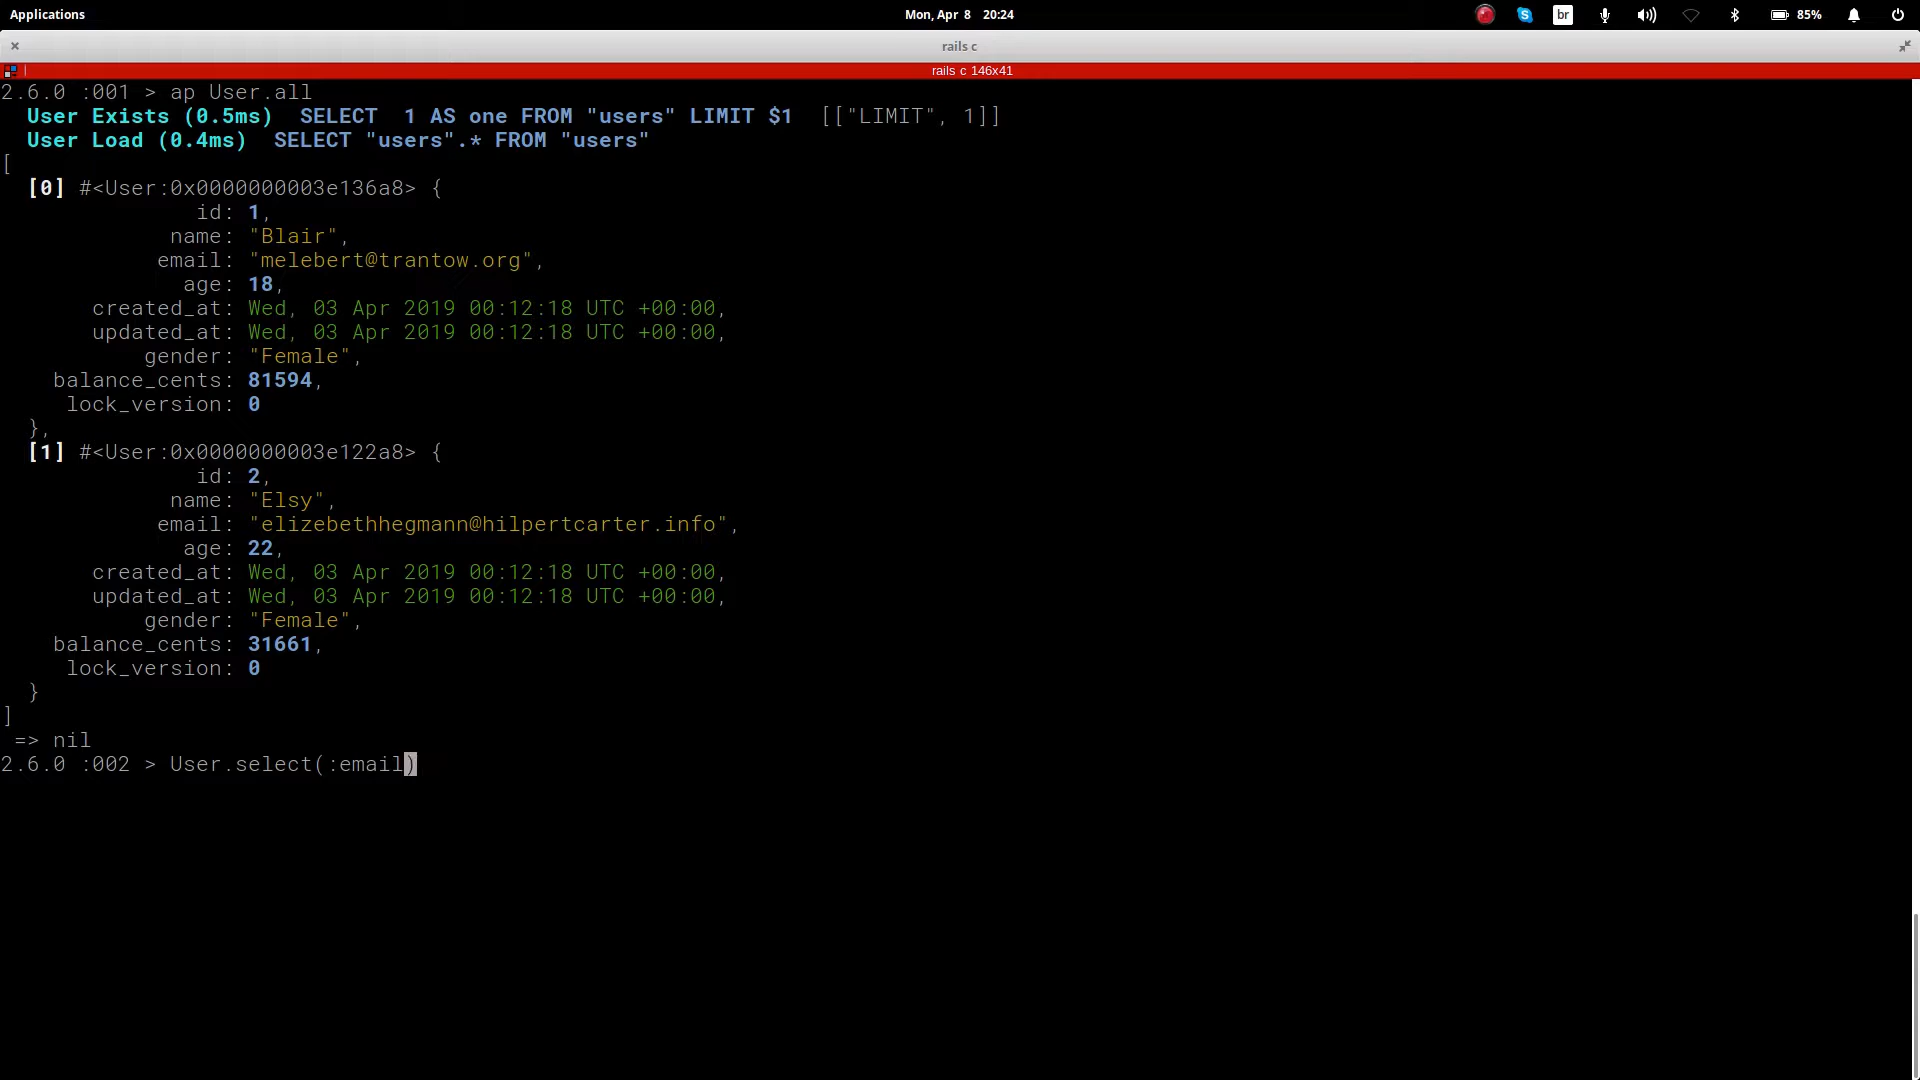 Applications
Mon, Apr 8 20:24
br
85%
rails c
rails c 146x41
2.6.0 :001 > ap User.all
User Exists (0.5ms) SELECT 1 AS one FROM "users" LIMIT $1 [["LIMIT", 1]]
User Load (0.4ms) SELECT "users".* FROM "users"
[
[0] #<User:0x0000000003e136a8> {
id: 1,
name: "Blair",
email: "melebert@trantow.org",
age: 18,
created_at: Wed, 03 Apr 2019 00:12:18 UTC +00:00,
updated_at: Wed, 03 Apr 2019 00:12:18 UTC +00:00,
gender: "Female",
balance_cents: 81594,
lock_version: 0
},
[1] #<User:0x0000000003e122a8> {
id: 2,
name: "Elsy",
email: "elizebethhegmann@hilpertcarter.info",
age: 22,
created_at: Wed, 03 Apr 2019 00:12:18 UTC +00:00,
updated_at: Wed, 03 Apr 2019 00:12:18 UTC +00:00,
gender: "Female",
balance_cents: 31661,
lock_version: 0
}
]
=> nil
2.6.0 :002 > User.select(:email)